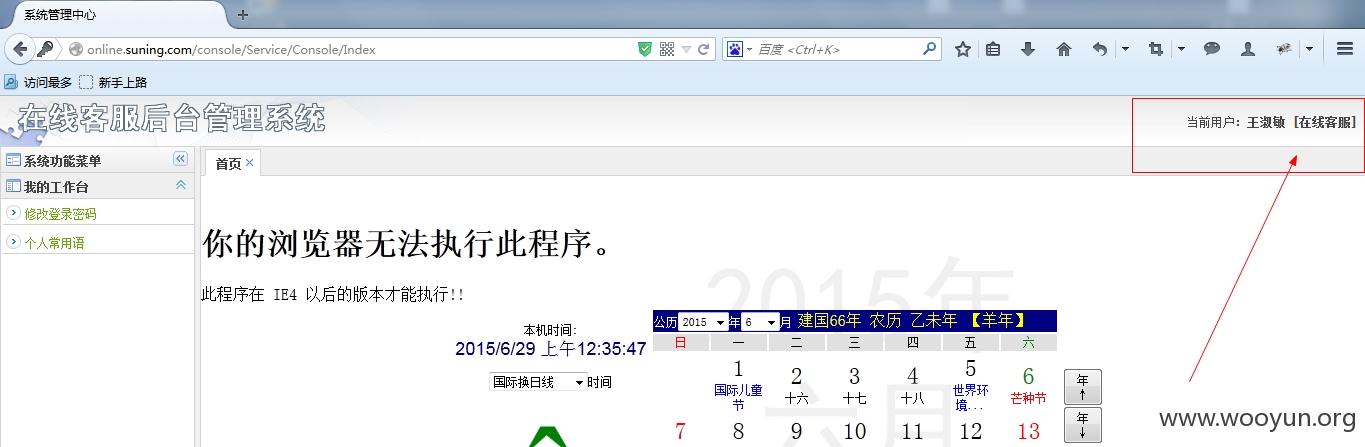 系统管理中心
online.suning.com/console/Service/Console/Index
百度 <Ctrl+K>
访问最多 新手上路
在线客服后台管理系统
当前用户：王淑敏 [在线客服]
系统功能菜单
首页
我的工作台
修改登录密码
个人常用语
你的浏览器无法执行此程序。
此程序在 IE4 以后的版本才能执行!!
2015年
六月
本机时间:
2015/6/29 上午12:35:47
国际换日线 时间
公历 2015 年 6 月 建国66年 农历 乙未年 【羊年】
日 一 二 三 四 五 六
1 2 3 4 5 6
国际儿童节 十六 十七 十八 世界环境... 芒种节
7 8 9 10 11 12 13
年↑
年↓
www.wooyun.org